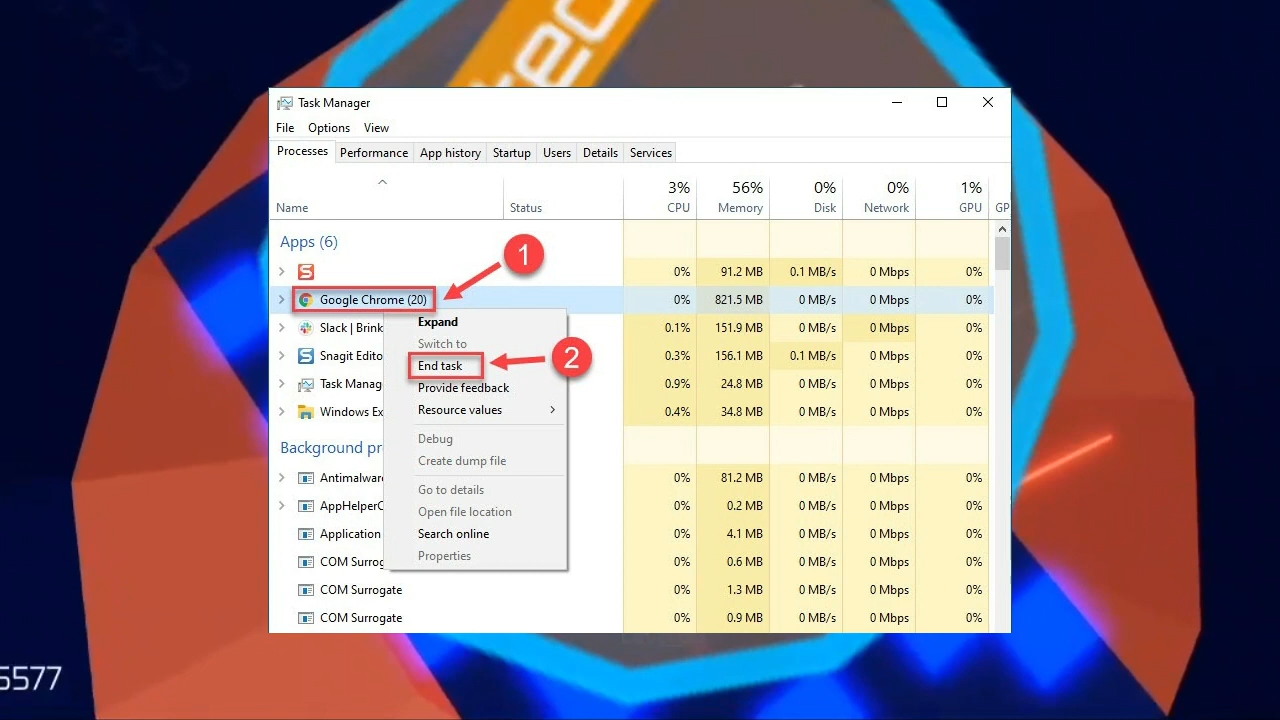 Task Manager
File Options View
Processes Performance App history Startup Users Details Services
3% 56% 0% 0% 1%
Name Status CPU Memory Disk Network GPU GP
Apps (6)
1
S 0% 91.2 MB 0.1 MB/s 0 Mbps 0%
Google Chrome (20) 0% 821.5 MB 0 MB/s 0 Mbps 0%
Expand
Slack | Brink 0.1% 151.9 MB 0 MB/s 0 Mbps 0%
Switch to
S Snagit Edito 0.3% 156.1 MB 0.1 MB/s 0 Mbps 0%
2
End task
Task Manag 0.9% 24.8 MB 0 MB/s 0 Mbps 0%
Provide feedback
Windows Ex 0.4% 34.8 MB 0 MB/s 0 Mbps 0%
Resource values
Debug
Background pr
Create dump file
Antimalware 0% 81.2 MB 0 MB/s 0 Mbps 0%
Go to details
AppHelperC 0% 0.2 MB 0 MB/s 0 Mbps 0%
Open file location
Application 0% 4.1 MB 0 MB/s 0 Mbps 0%
Search online
Properties
COM Surrog 0% 0.6 MB 0 MB/s 0 Mbps 0%
COM Surrogate 0% 1.3 MB 0 MB/s 0 Mbps 0%
COM Surrogate 0% 0.9 MB 0 MB/s 0 Mbps 0%
5577